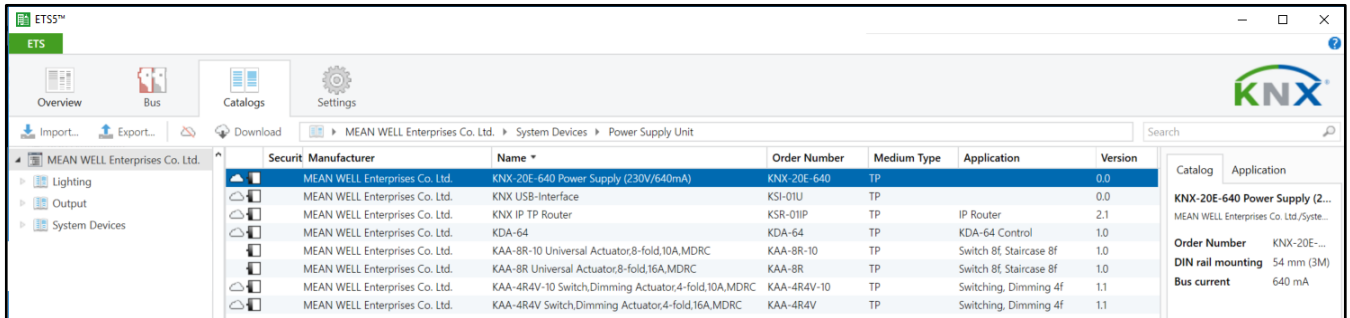 ETS5™
ETS
Overview Bus Catalogs Settings
KNX
Import... Export... Download MEAN WELL Enterprises Co. Ltd. System Devices Power Supply Unit Search
MEAN WELL Enterprises Co. Ltd.
Lighting
Output
System Devices
Securit Manufacturer Name Order Number Medium Type Application Version
MEAN WELL Enterprises Co. Ltd. KNX-20E-640 Power Supply (230V/640mA) KNX-20E-640 TP 0.0
MEAN WELL Enterprises Co. Ltd. KNX USB-Interface KSI-01U TP 0.0
MEAN WELL Enterprises Co. Ltd. KNX IP TP Router KSR-01IP TP IP Router 2.1
MEAN WELL Enterprises Co. Ltd. KDA-64 KDA-64 TP KDA-64 Control 1.0
MEAN WELL Enterprises Co. Ltd. KAA-8R-10 Universal Actuator,8-fold,10A,MDRC KAA-8R-10 TP Switch 8f, Staircase 8f 1.0
MEAN WELL Enterprises Co. Ltd. KAA-8R Universal Actuator,8-fold,16A,MDRC KAA-8R TP Switch 8f, Staircase 8f 1.0
MEAN WELL Enterprises Co. Ltd. KAA-4R4V-10 Switch,Dimming Actuator,4-fold,10A,MDRC KAA-4R4V-10 TP Switching, Dimming 4f 1.1
MEAN WELL Enterprises Co. Ltd. KAA-4R4V Switch,Dimming Actuator,4-fold,16A,MDRC KAA-4R4V TP Switching, Dimming 4f 1.1
Catalog Application
KNX-20E-640 Power Supply (2...
MEAN WELL Enterprises Co. Ltd./Syste...
Order Number KNX-20E-...
DIN rail mounting 54 mm (3M)
Bus current 640 mA